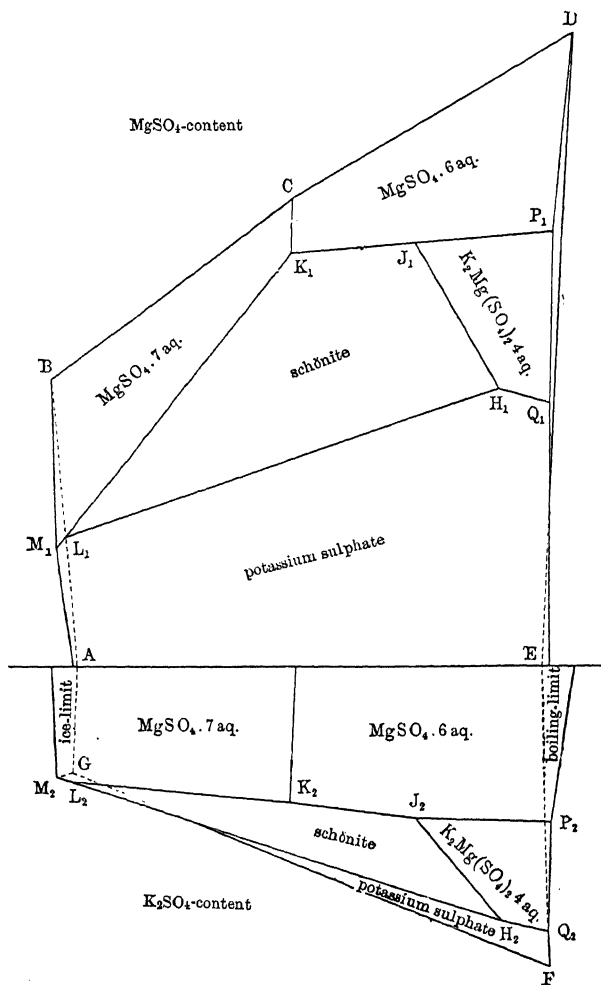 D
MgSO₄-content
C
MgSO₄.6 aq.
P₁
K₁
J₁
K₂Mg(SO₄)₂4 aq.
B
MgSO₄.7 aq.
schönite
H₁
Q₁
M₁
L₁
potassium sulphate
A
E
ice-limit
MgSO₄.7 aq.
MgSO₄.6 aq.
boiling-limit
G
M₂
L₂
K₂
J₂
P₂
schönite
K₂Mg(SO₄)₂4 aq.
K₂SO₄-content
potassium sulphate
H₂
Q₂
F